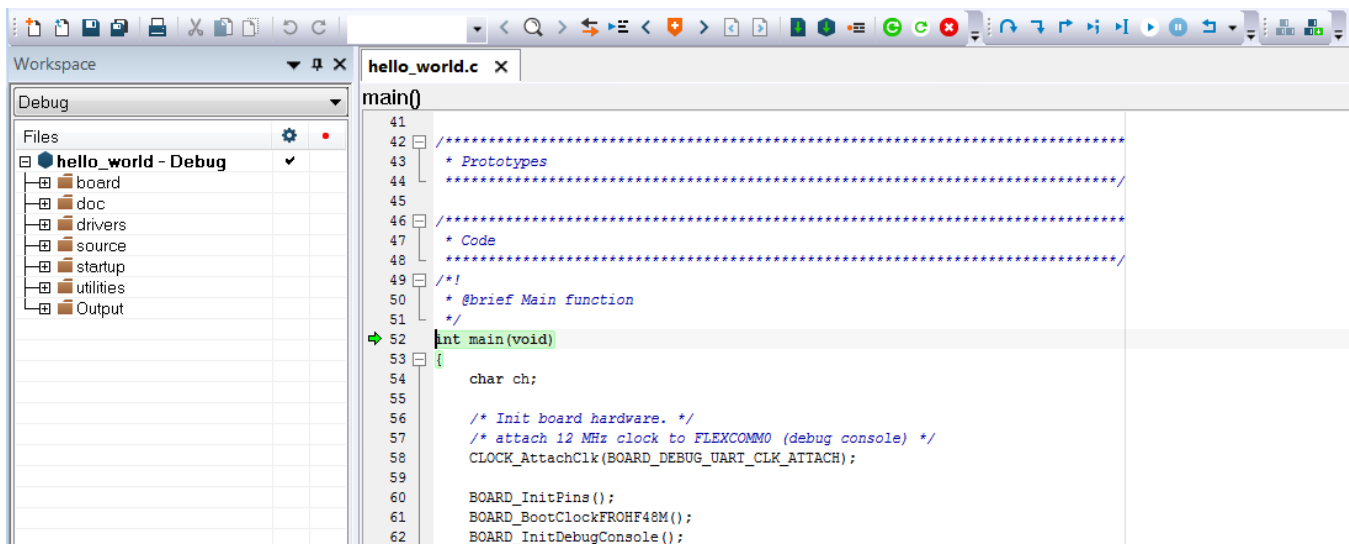 Workspace
Debug
Files
hello_world - Debug
board
doc
drivers
source
startup
utilities
Output
hello_world.c
main()
41
42 /******************************************************************************
43  * Prototypes
44  *****************************************************************************/
45
46 /******************************************************************************
47  * Code
48  *****************************************************************************/
49 /*!
50  * @brief Main function
51  */
52 int main(void)
53 {
54     char ch;
55
56     /* Init board hardware. */
57     /* attach 12 MHz clock to FLEXCOMM0 (debug console) */
58     CLOCK_AttachClk(BOARD_DEBUG_UART_CLK_ATTACH);
59
60     BOARD_InitPins();
61     BOARD_BootClockFROHF48M();
62     BOARD_InitDebugConsole();